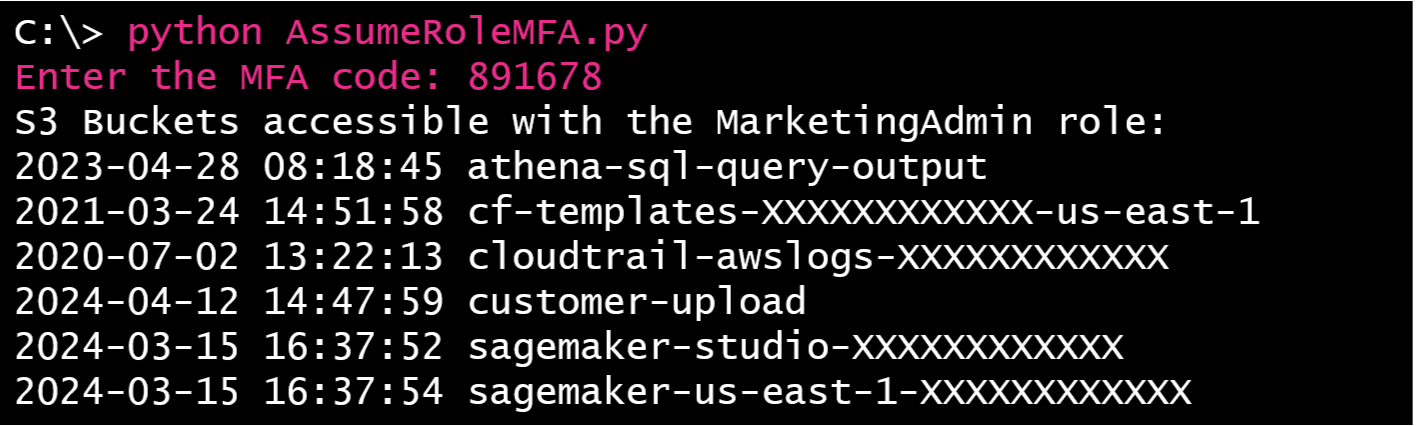 C:\> python AssumeRoleMFA.py
Enter the MFA code: 891678
S3 Buckets accessible with the MarketingAdmin role:
2023-04-28 08:18:45 athena-sql-query-output
2021-03-24 14:51:58 cf-templates-XXXXXXXXXXXX-us-east-1
2020-07-02 13:22:13 cloudtrail-awslogs-XXXXXXXXXXXX
2024-04-12 14:47:59 customer-upload
2024-03-15 16:37:52 sagemaker-studio-XXXXXXXXXXXX
2024-03-15 16:37:54 sagemaker-us-east-1-XXXXXXXXXXXX